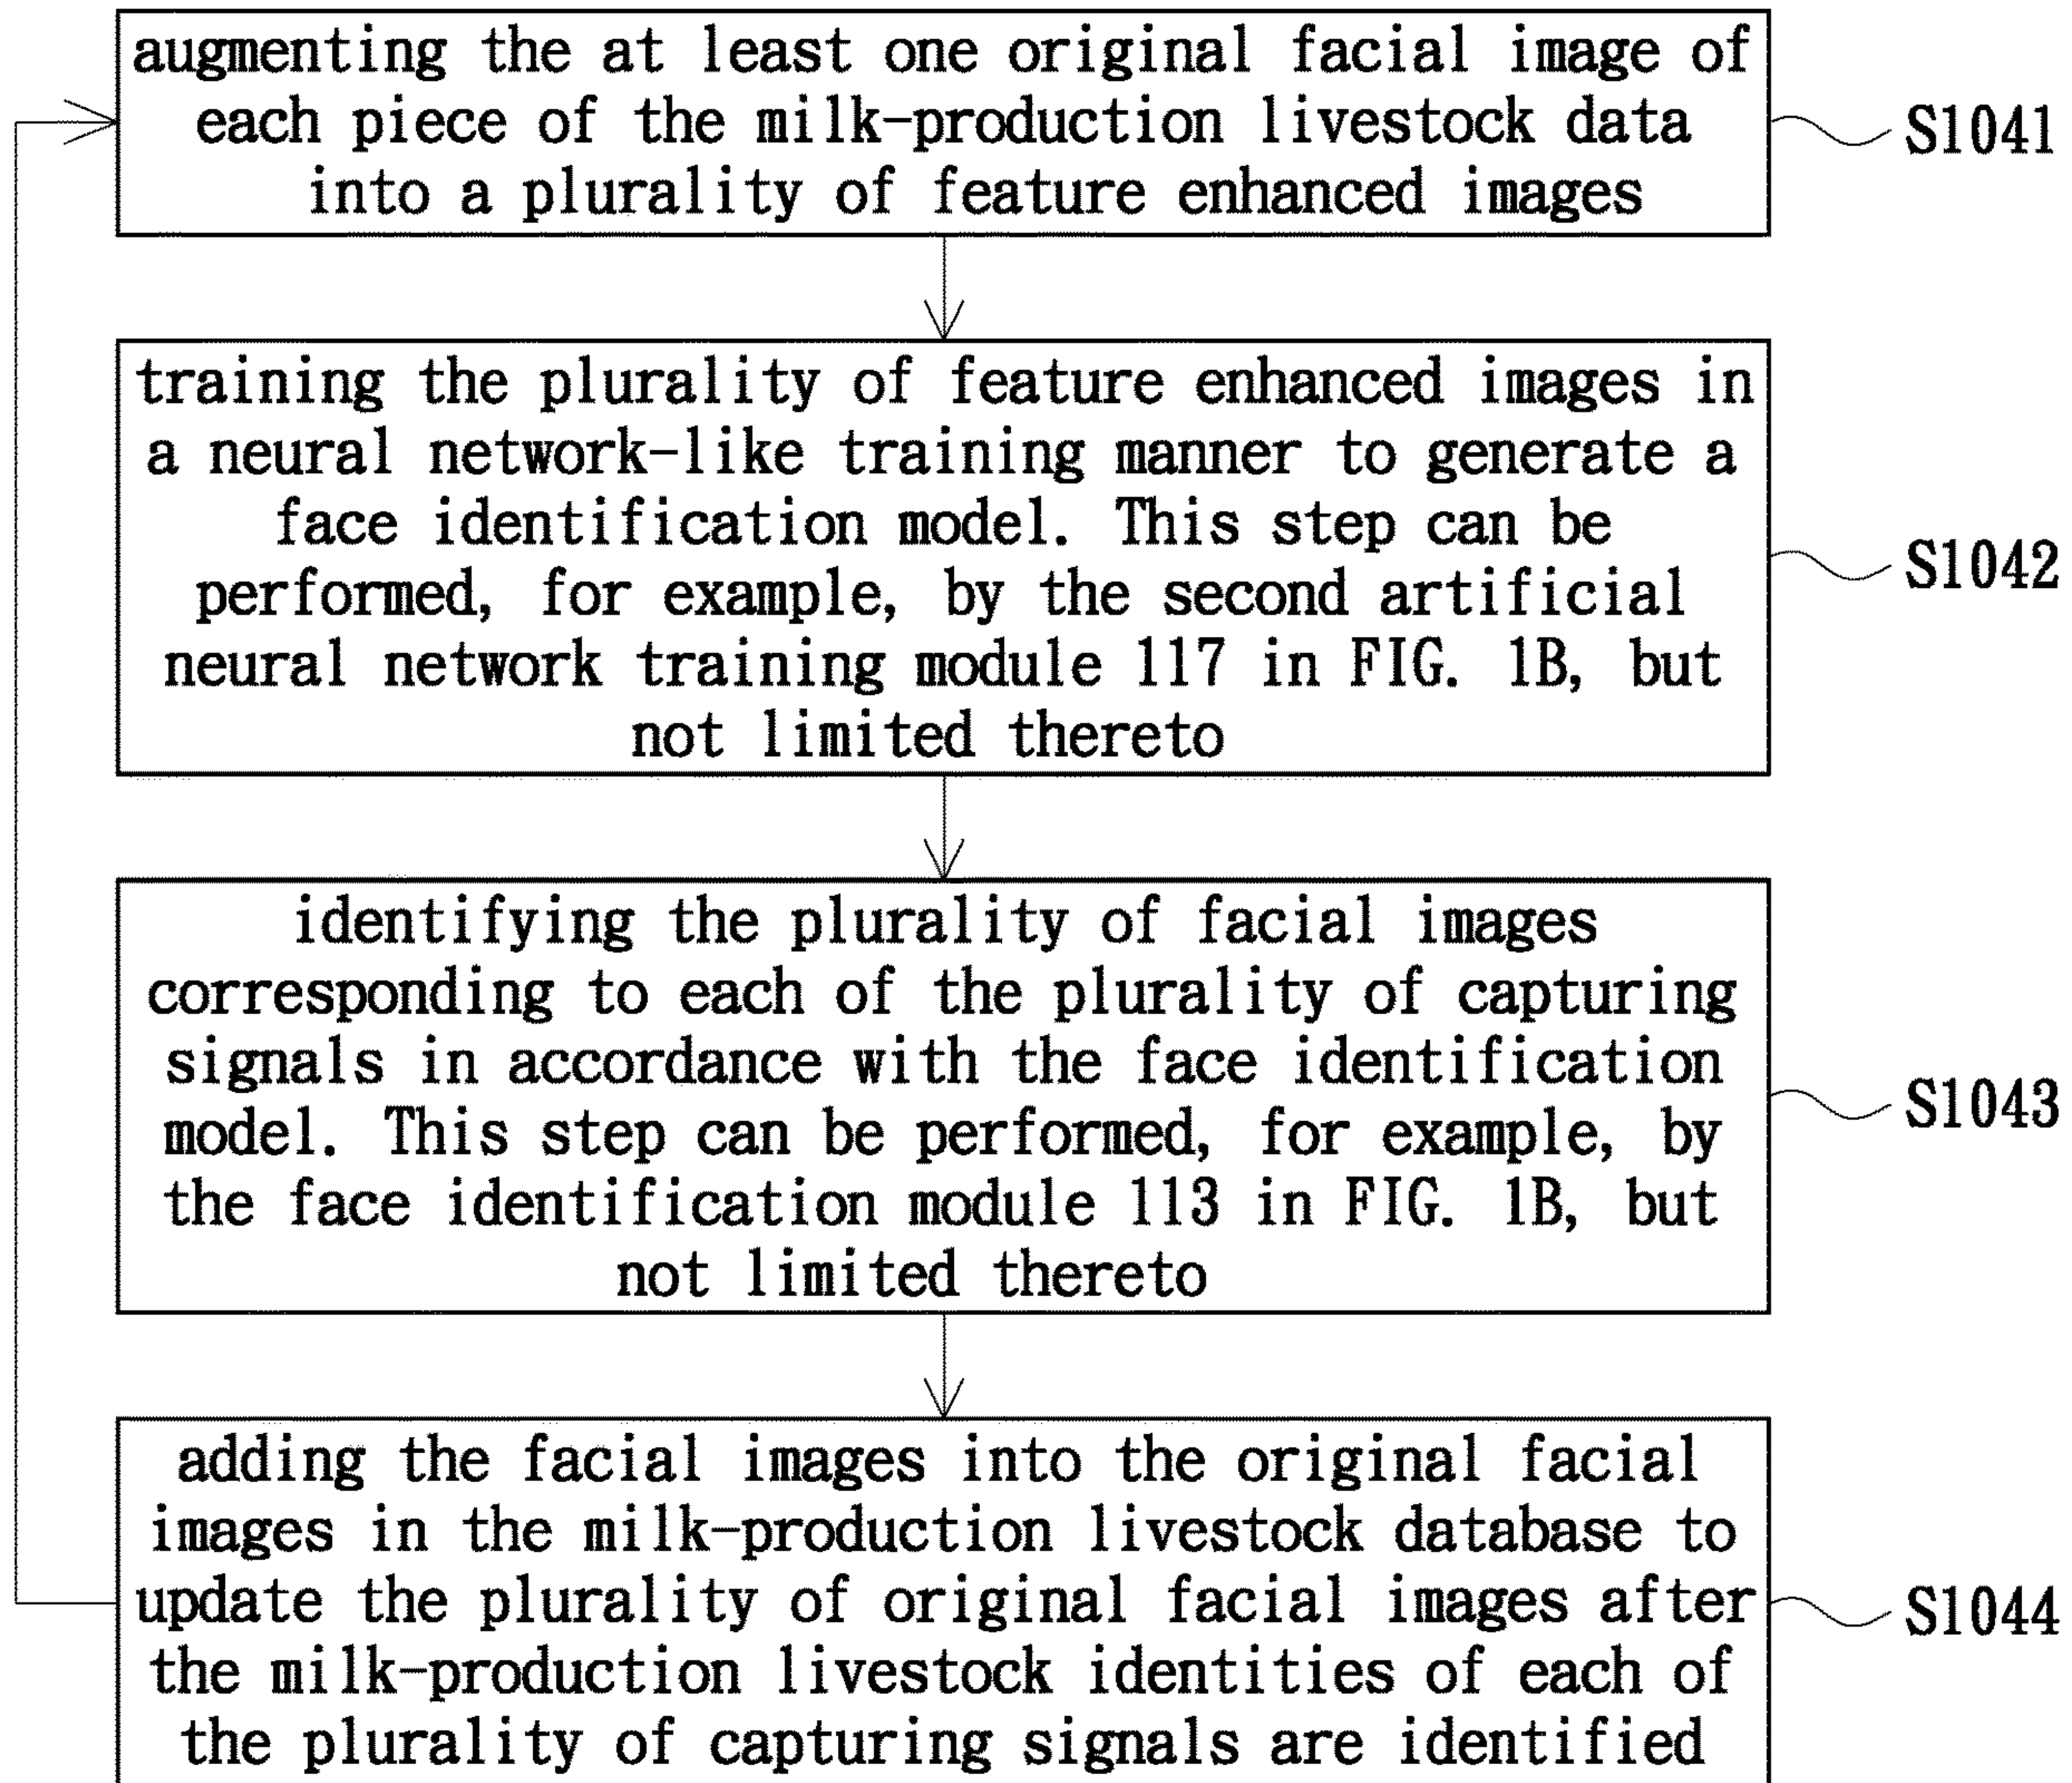 augmenting the at least one original facial image of
each piece of the milk-production livestock data
into a plurality of feature enhanced images
S1041
training the plurality of feature enhanced images in
a neural network-like training manner to generate a
face identification model. This step can be
performed, for example, by the second artificial
neural network training module 117 in FIG. 1B, but
not limited thereto
S1042
identifying the plurality of facial images
corresponding to each of the plurality of capturing
signals in accordance with the face identification
model. This step can be performed, for example, by
the face identification module 113 in FIG. 1B, but
not limited thereto
S1043
adding the facial images into the original facial
images in the milk-production livestock database to
update the plurality of original facial images after
the milk-production livestock identities of each of
the plurality of capturing signals are identified
S1044